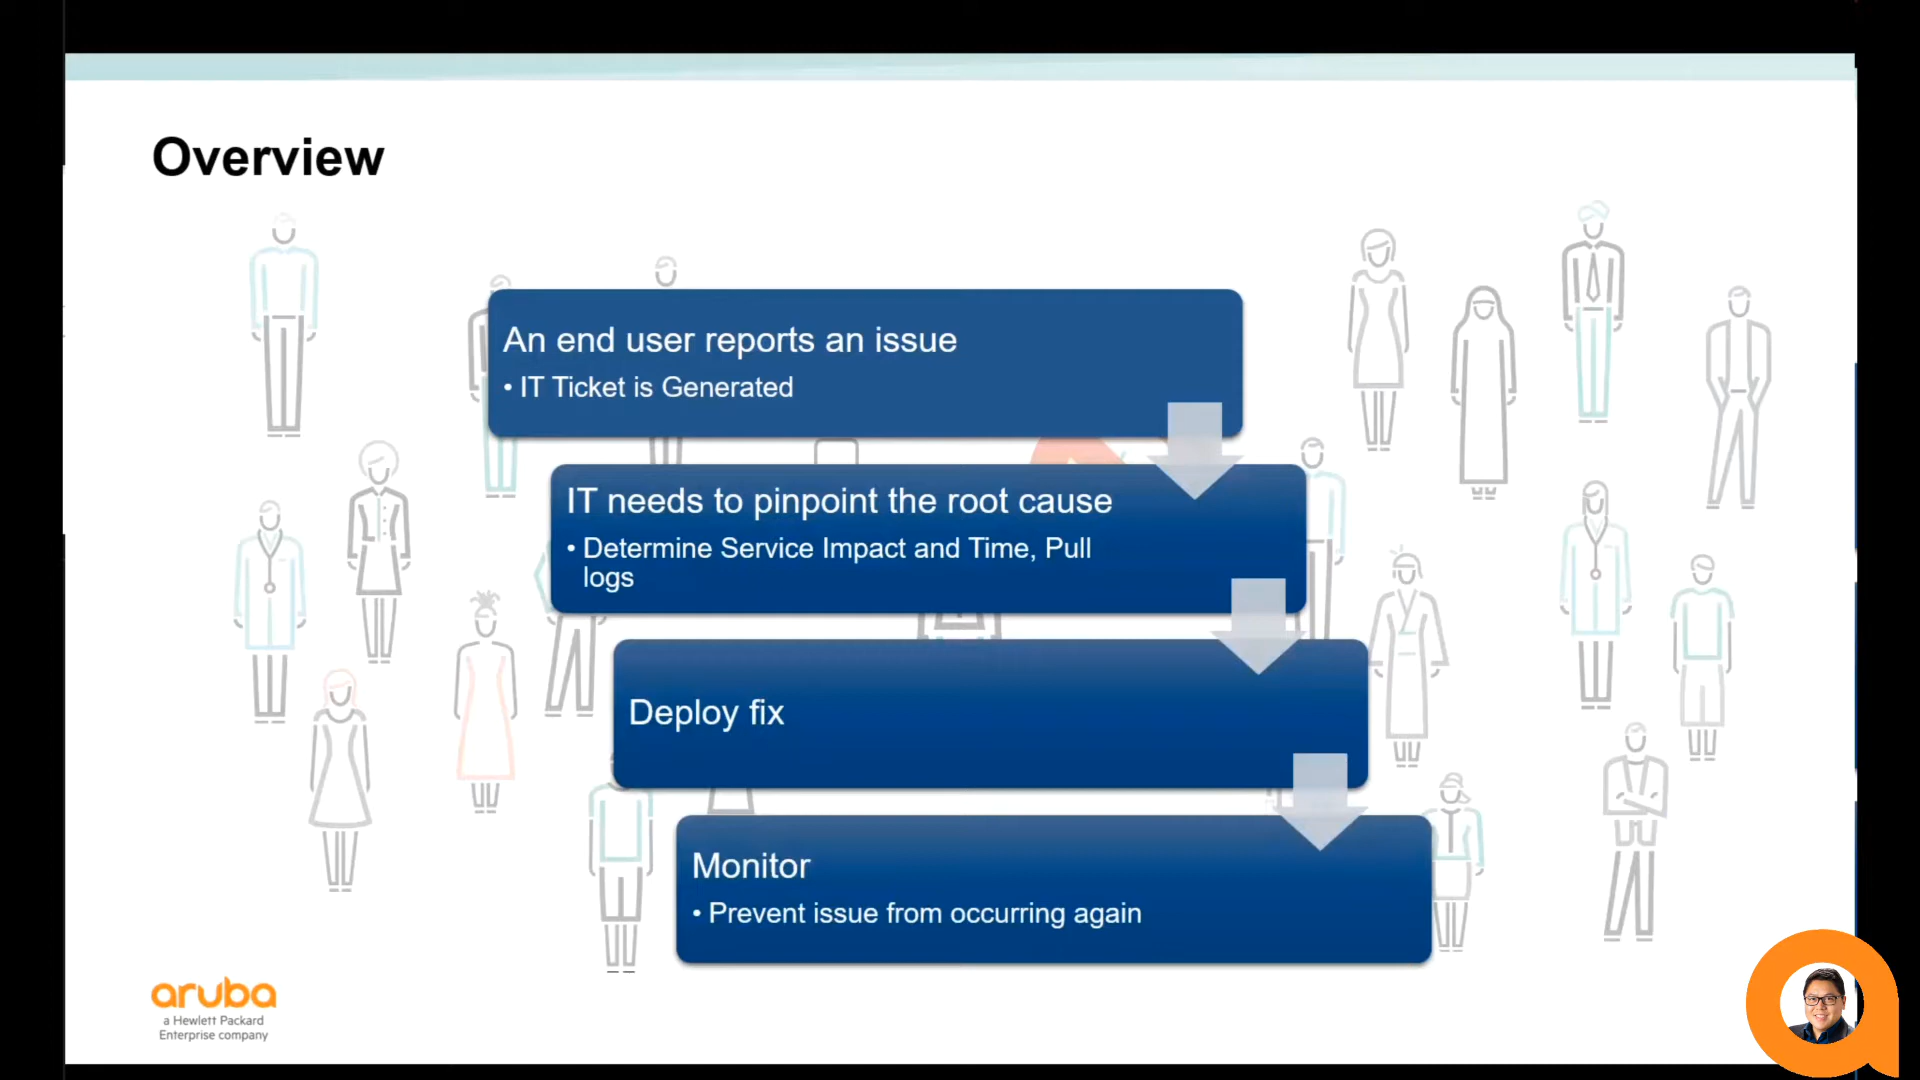 Overview
An end user reports an issue
• IT Ticket is Generated
IT needs to pinpoint the root cause
• Determine Service Impact and Time, Pull
logs
Deploy fix
Monitor
• Prevent issue from occurring again
aruba
a Hewlett Packard
Enterprise company